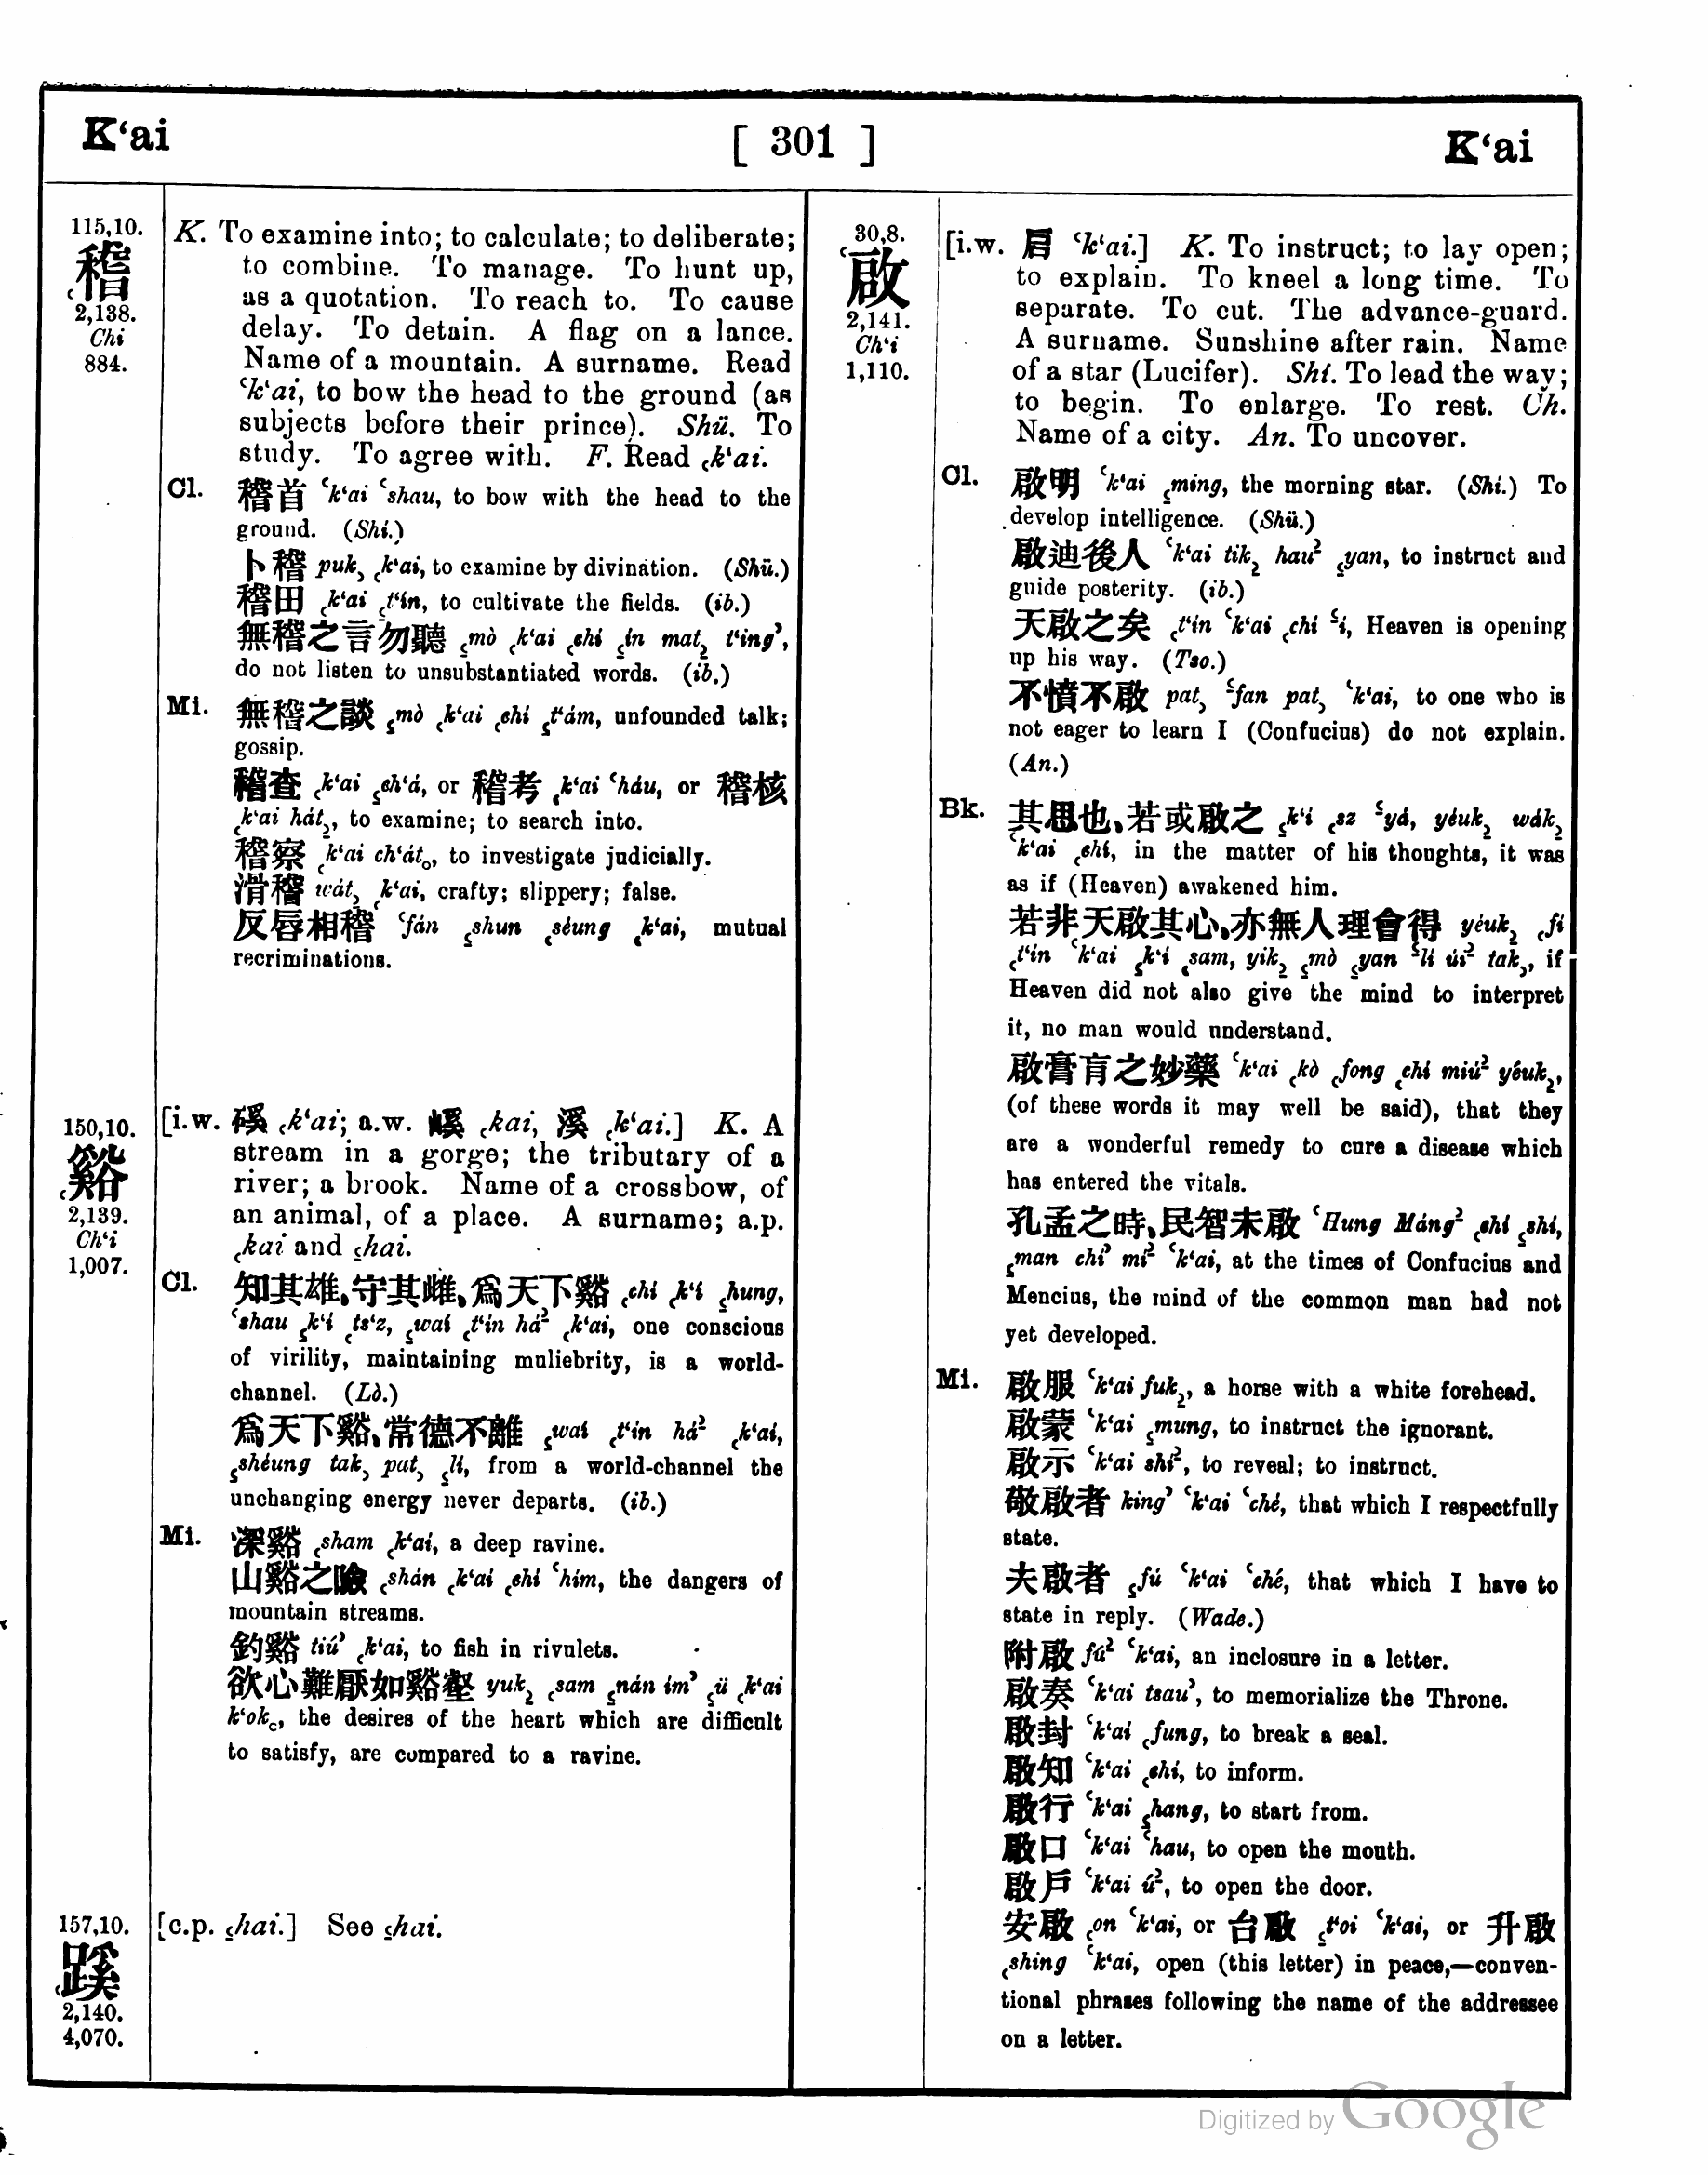 K‘ai
[ 301 ]
K‘ai
115,10.
稽
2,138.
Chi
884.
K. To examine into; to calculate; to deliberate;
to combine. To manage. To hunt up,
as a quotation. To reach to. To cause
delay. To detain. A flag on a lance.
Name of a mountain. A surname. Read
ʿk‘ai, to bow the head to the ground (as
subjects before their prince). Shü. To
study. To agree with. F. Read ˛k‘ai.
Cl. 稽首 ʿk‘ai ʿshau, to bow with the head to the
ground. (Shí.)
卜稽 puk˒ ˛k‘ai, to examine by divination. (Shü.)
稽田 ˛k‘ai ˛t‘ín, to cultivate the fields. (ib.)
無稽之言勿聽 ˛mò ˛k‘ai ˛chí ˛ín mat˒ t‘ing’,
do not listen to unsubstantiated words. (ib.)
Mi. 無稽之談 ˛mò ˛k‘ai ˛chí ˛t‘ám, unfounded talk;
gossip.
稽查 ˛k‘ai ˛ch‘á, or 稽考 ˛k‘ai ʿháu, or 稽核
˛k‘ai hát˒, to examine; to search into.
稽察 ˛k‘ai ch‘át˳, to investigate judicially.
滑稽 wát˒ ˛k‘ai, crafty; slippery; false.
反唇相稽 ʿfán ˛shun ˛séung ˛k‘ai, mutual
recriminations.
150,10.
谿
2,139.
Ch‘i
1,007.
[i.w. 磎 ˛k‘ai; a.w. 嵠 ˛kai, 溪 ˛k‘ai.] K. A
stream in a gorge; the tributary of a
river; a brook. Name of a crossbow, of
an animal, of a place. A surname; a.p.
˛kai and ˛hai.
Cl. 知其雄、守其雌、爲天下谿 ˛chí ˛k‘í ˛hung,
ʿshau ˛k‘í ˛ts‘z, ˛waí ˛t‘ín há² ˛k‘ai, one conscious
of virility, maintaining muliebrity, is a world-
channel. (Lò.)
爲天下谿、常德不離 ˛waí ˛t‘ín há² ˛k‘ai,
˛shéung tak˒ pat˒ ˛lí, from a world-channel the
unchanging energy never departs. (ib.)
Mi. 深谿 ˛sham ˛k‘ai, a deep ravine.
山谿之險 ˛shán ˛k‘ai ˛chí ʿhím, the dangers of
mountain streams.
釣谿 tiú’ ˛k‘ai, to fish in rivulets.
欲心難厭如谿壑 yuk˒ ˛sam ˛nán ím’ ˛ü ˛k‘ai
k‘ok˳, the desires of the heart which are difficult
to satisfy, are compared to a ravine.
157,10.
蹊
2,140.
4,070.
[c.p. ˛hai.] See ˛hai.
30,8.
啟
2,141.
Ch‘i
1,110.
[i.w. 启 ʿk‘ai.] K. To instruct; to lay open;
to explain. To kneel a long time. To
separate. To cut. The advance-guard.
A surname. Sunshine after rain. Name
of a star (Lucifer). Shí. To lead the way;
to begin. To enlarge. To rest. Ch.
Name of a city. An. To uncover.
Cl. 啟明 ʿk‘ai ˛ming, the morning star. (Shí.) To
develop intelligence. (Shü.)
啟迪後人 ʿk‘ai tik˒ hau² ˛yan, to instruct and
guide posterity. (ib.)
天啟之矣 ˛t‘ín ʿk‘ai ˛chí ʿí, Heaven is opening
up his way. (Tso.)
不憤不啟 pat˒ ʿfan pat˒ ʿk‘ai, to one who is
not eager to learn I (Confucius) do not explain.
(An.)
Bk. 其思也、若或啟之 ˛k‘í ˛sz ʿyá, yéuk˒ wák˒
ʿk‘ai ˛chí, in the matter of his thoughts, it was
as if (Heaven) awakened him.
若非天啟其心、亦無人理會得 yéuk˒ ˛fí
˛t‘ín ʿk‘ai ˛k‘í ˛sam, yik˒ ˛mò ˛yan ʿlí úi² tak˒, if
Heaven did not also give the mind to interpret
it, no man would understand.
啟膏肓之妙藥 ʿk‘ai ˛kò ˛fong ˛chí miú² yéuk˒,
(of these words it may well be said), that they
are a wonderful remedy to cure a disease which
has entered the vitals.
孔孟之時、民智未啟 ʿHung Máng² ˛chí ˛shí,
˛man chí’ mí² ʿk‘ai, at the times of Confucius and
Mencius, the mind of the common man had not
yet developed.
Mi. 啟服 ʿk‘ai fuk˒, a horse with a white forehead.
啟蒙 ʿk‘ai ˛mung, to instruct the ignorant.
啟示 ʿk‘ai shí², to reveal; to instruct.
敬啟者 king’ ʿk‘ai ʿché, that which I respectfully
state.
夫啟者 ˛fú ʿk‘ai ʿché, that which I have to
state in reply. (Wade.)
附啟 fú² ʿk‘ai, an inclosure in a letter.
啟奏 ʿk‘ai tsau’, to memorialize the Throne.
啟封 ʿk‘ai ˛fung, to break a seal.
啟知 ʿk‘ai ˛chí, to inform.
啟行 ʿk‘ai ˛hang, to start from.
啟口 ʿk‘ai ʿhau, to open the mouth.
啟戶 ʿk‘ai ú², to open the door.
安啟 ˛on ʿk‘ai, or 台啟 ˛t‘oi ʿk‘ai, or 升啟
˛shing ʿk‘ai, open (this letter) in peace,—conven-
tional phrases following the name of the addressee
on a letter.
Digitized by Google